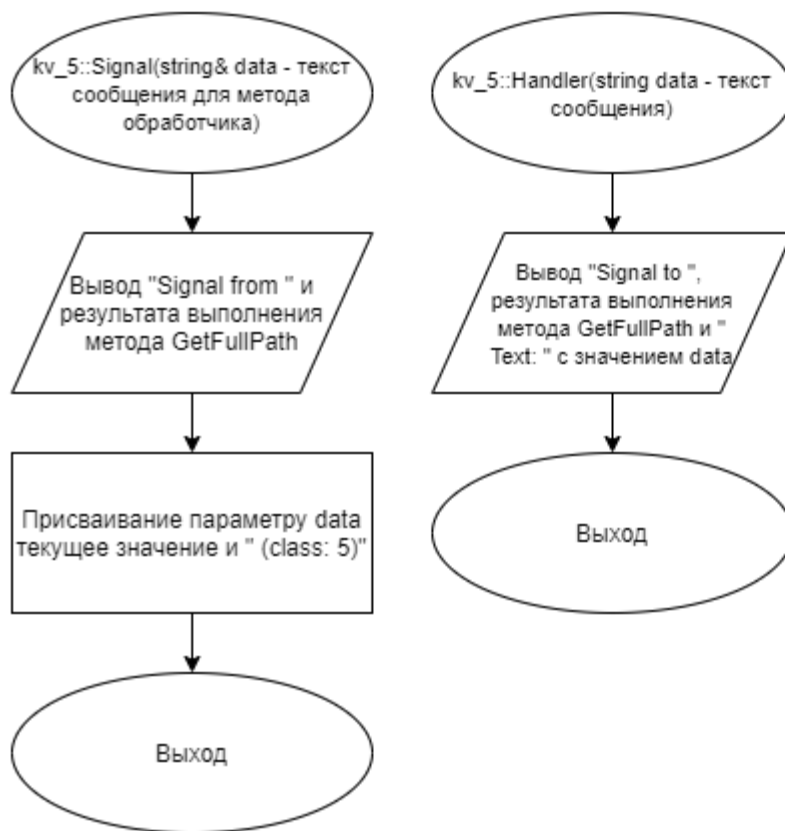 kv_5::Signal(string& data - текст
сообщения для метода
обработчика)
Вывод "Signal from " и
результата выполнения
метода GetFullPath
Присваивание параметру data
текущее значение и " (class: 5)"
Выход
kv_5::Handler(string data - текст
сообщения)
Вывод "Signal to ",
результата выполнения
метода GetFullPath и "
Text: " с значением data
Выход